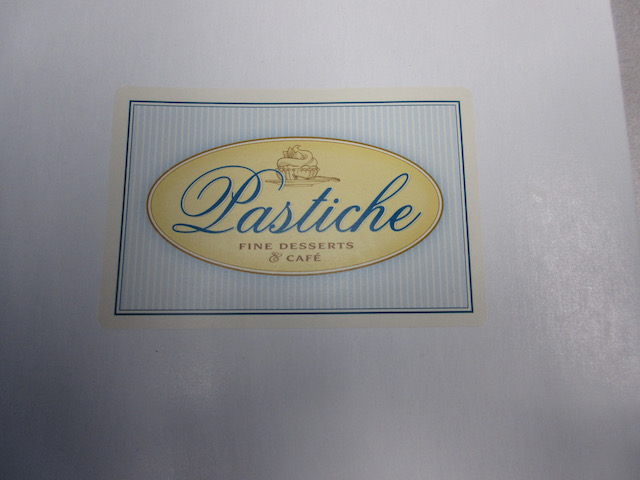 Pastiche
FINE DESSERTS
& CAFÉ